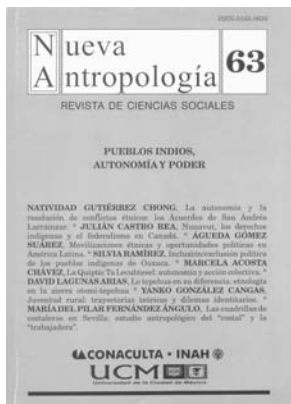 ISSN 0185-0636
Nueva
Antropología
63
REVISTA DE CIENCIAS SOCIALES
PUEBLOS INDIOS,
AUTONOMÍA Y PODER
NATIVIDAD GUTIÉRREZ CHONG, La autonomía y la
resolución de conflictos étnicos: los Acuerdos de San Andrés
Larráinzar. * JULIÁN CASTRO REA, Nunavut, los derechos
indígenas y el federalismo en Canadá. * ÁGUEDA GÓMEZ
SUÁREZ, Movilizaciones étnicas y oportunidades políticas en
América Latina. * SILVIA RAMÍREZ, Inclusión/exclusión política
de los pueblos indígenas de Oaxaca. * MARCELA ACOSTA
CHÁVEZ, La Quiptic Ta Lecubtesel: autonomía y acción colectiva. *
DAVID LAGUNAS ARIAS, Lo tepehua en su diferencia: etnología
en la sierra otomí-tepehua * YANKO GONZÁLEZ CANGAS,
Juventud rural: trayectorias teóricas y dilemas identitarios. *
MARÍA DEL PILAR FERNÁNDEZ ÁNGULO, Las cuadrillas de
costaleros en Sevilla: estudio antropológico del "costal" y la
"trabajadera".
CONACULTA • INAH
UCM
Universidad de la Ciudad de México